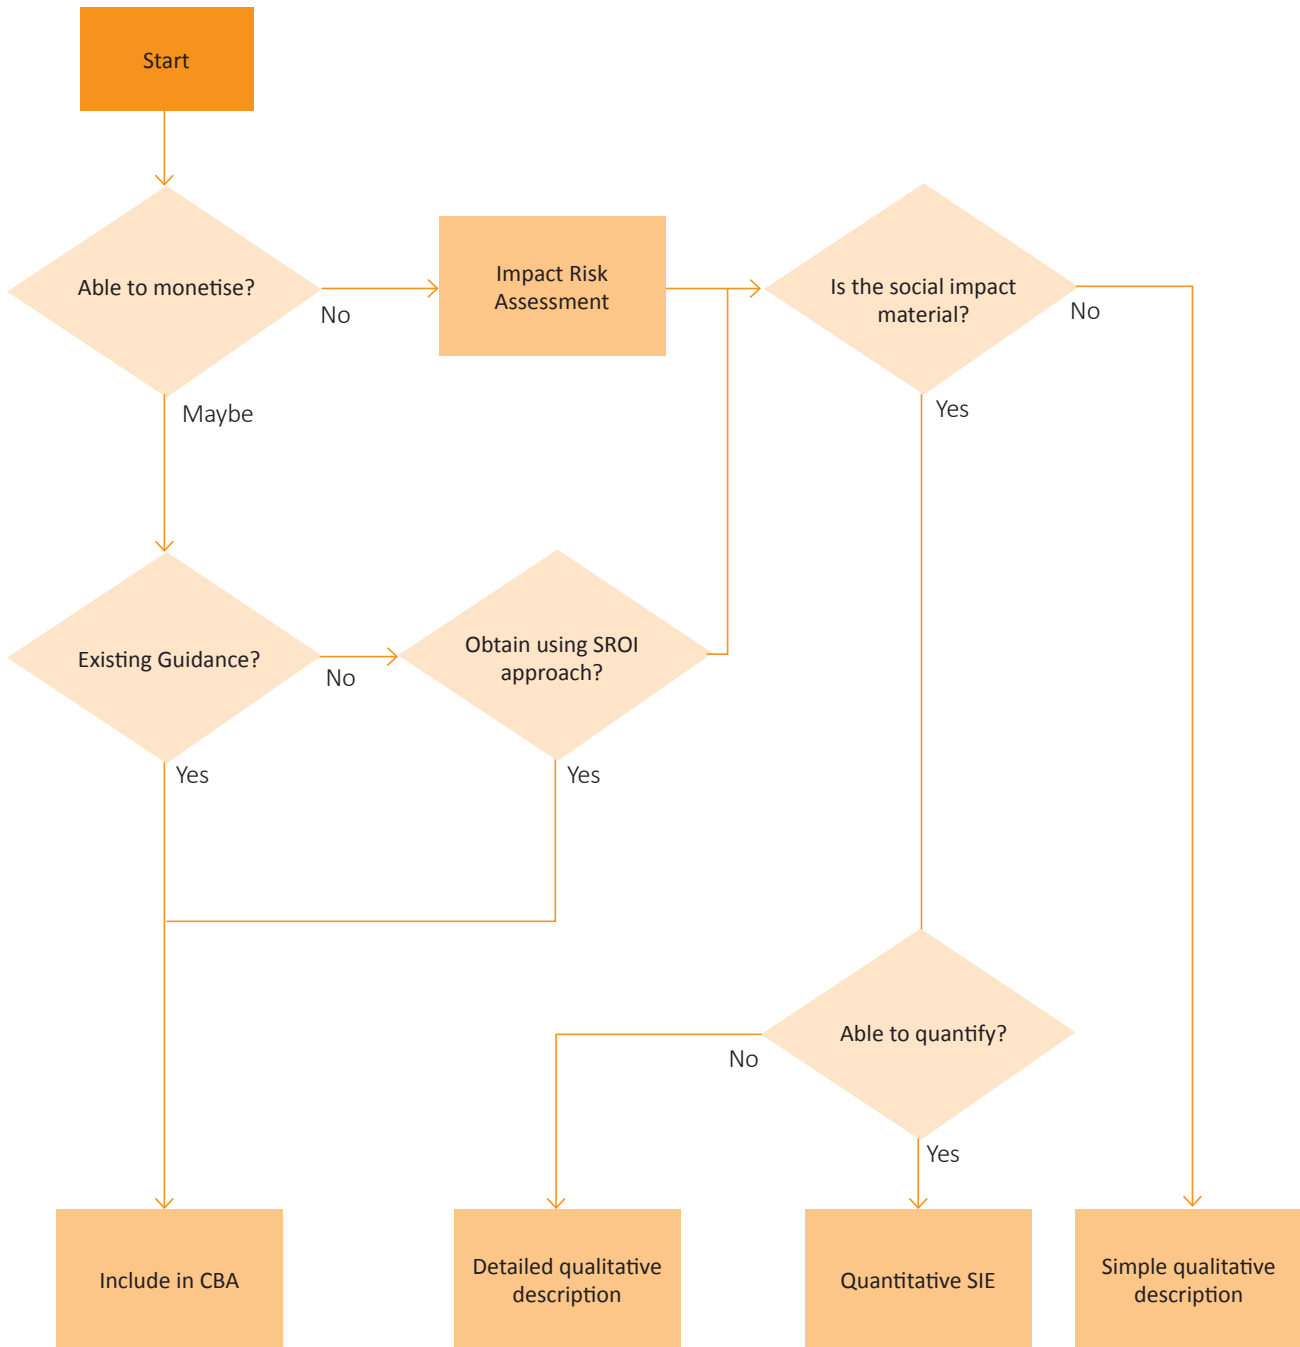 Start
Able to monetise?
No
Impact Risk
Assessment
Is the social impact
material?
No
Maybe
Yes
Existing Guidance?
No
Obtain using SROI
approach?
Yes
Yes
Able to quantify?
No
Yes
Include in CBA
Detailed qualitative
description
Quantitative SIE
Simple qualitative
description